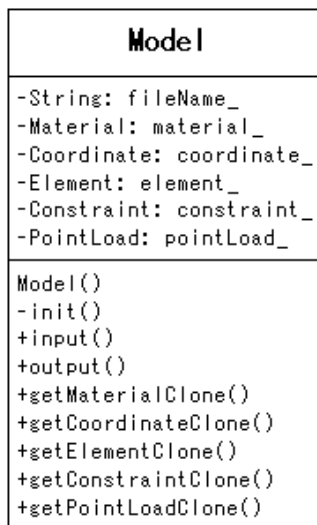 Model
-String: fileName_
-Material: material_
-Coordinate: coordinate_
-Element: element_
-Constraint: constraint_
-PointLoad: pointLoad_
Model()
-init()
+input()
+output()
+getMaterialClone()
+getCoordinateClone()
+getElementClone()
+getConstraintClone()
+getPointLoadClone()